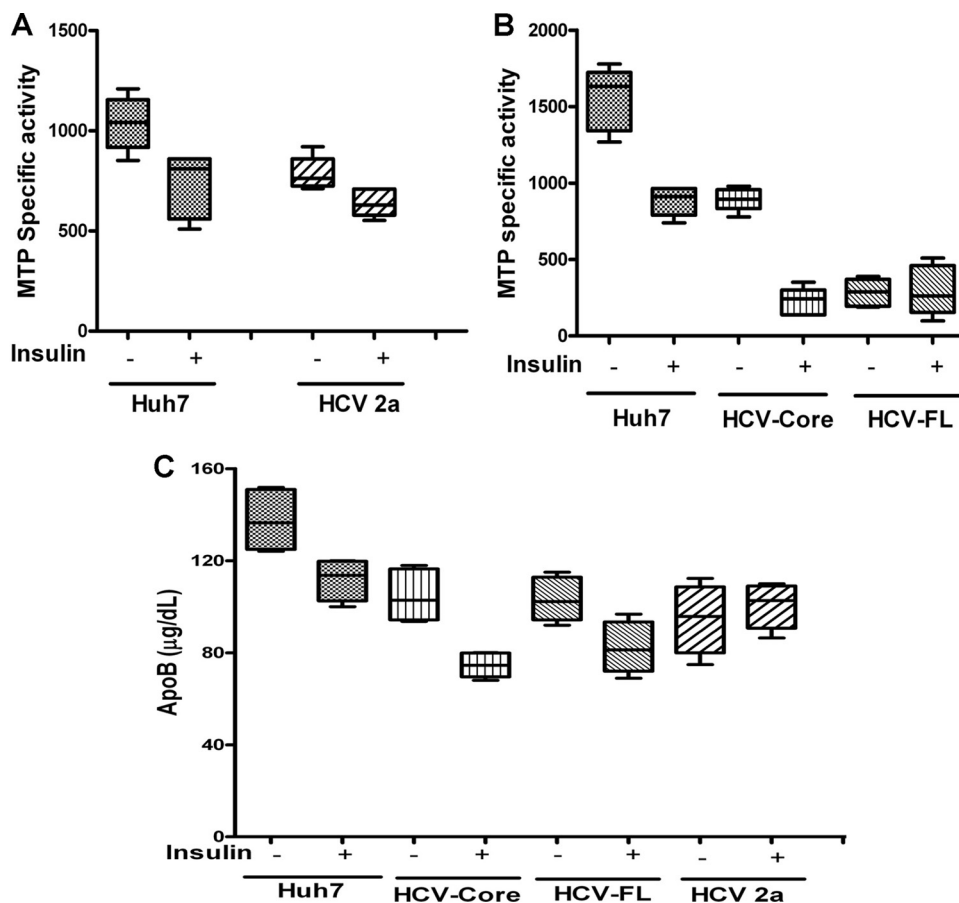 A
MTP Specific activity
1500
1000
500
0
Insulin - + - +
Huh7 HCV 2a
B
MTP specific activity
2000
1500
1000
500
0
Insulin - + - + - +
Huh7 HCV-Core HCV-FL
C
ApoB (µg/dL)
160
120
80
40
0
Insulin - + - + - + - +
Huh7 HCV-Core HCV-FL HCV 2a